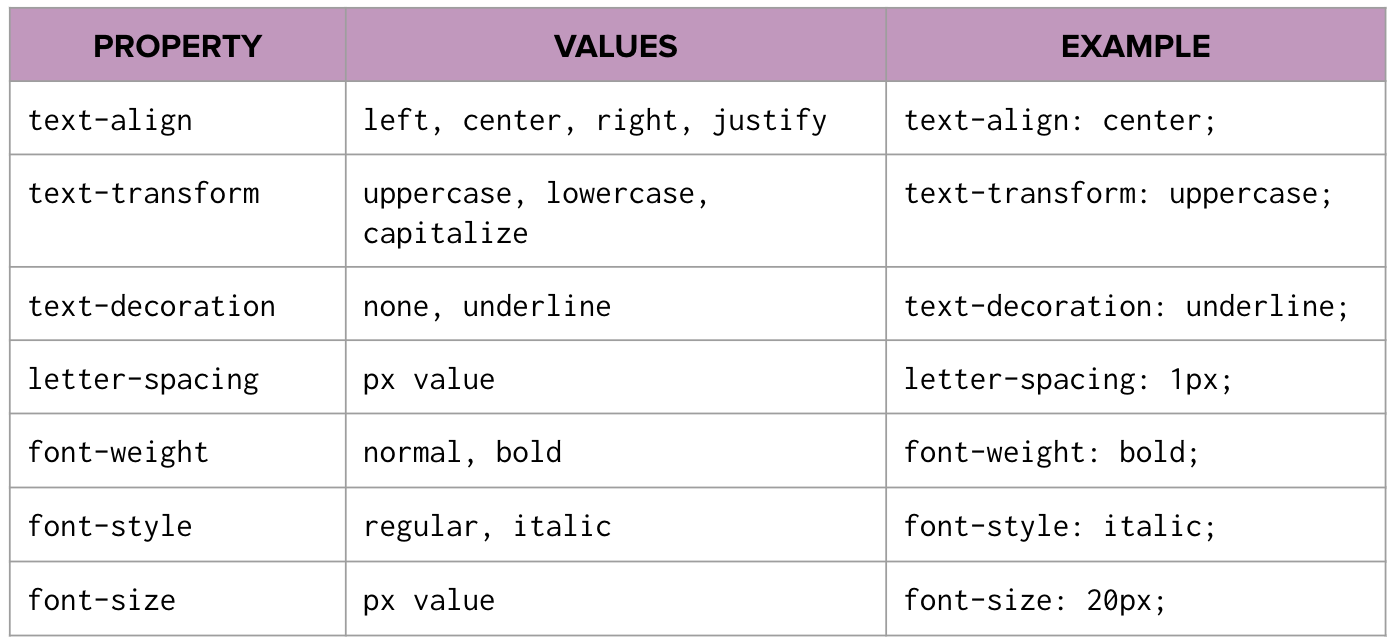 PROPERTY VALUES EXAMPLE
text-align left, center, right, justify text-align: center;
text-transform uppercase, lowercase, text-transform: uppercase;
capitalize
text-decoration none, underline text-decoration: underline;
letter-spacing px value letter-spacing: 1px;
font-weight normal, bold font-weight: bold;
font-style regular, italic font-style: italic;
font-size px value font-size: 20px;